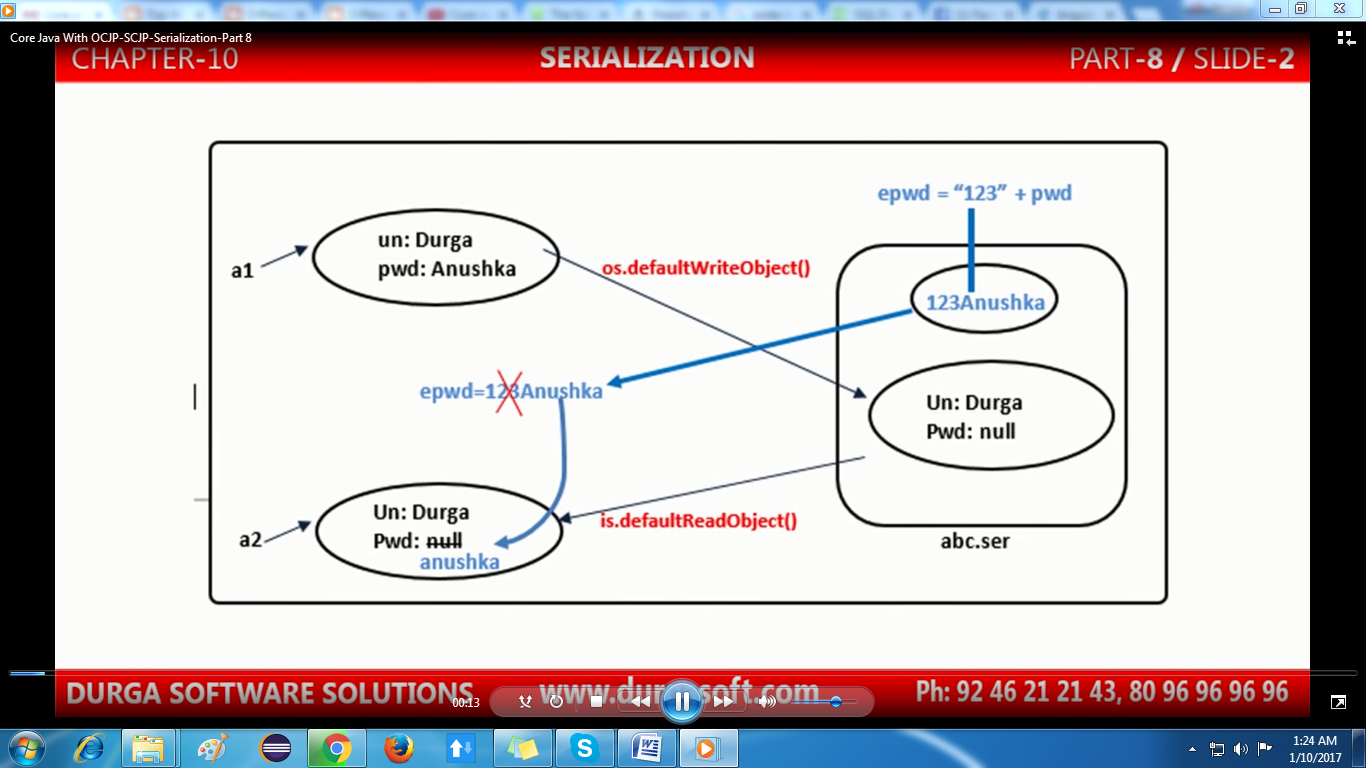 Core Java With OCJP-SCJP-Serialization-Part 8
CHAPTER-10
SERIALIZATION
PART-8 / SLIDE-2
epwd = “123” + pwd
un: Durga
pwd: Anushka
a1
os.defaultWriteObject()
123Anushka
epwd=123Anushka
Un: Durga
Pwd: null
Un: Durga
Pwd: null
anushka
a2
is.defaultReadObject()
abc.ser
DURGA SOFTWARE SOLUTIONS
www.durgasoft.com
Ph: 92 46 21 21 43, 80 96 96 96 96
00:13
1:24 AM
1/10/2017